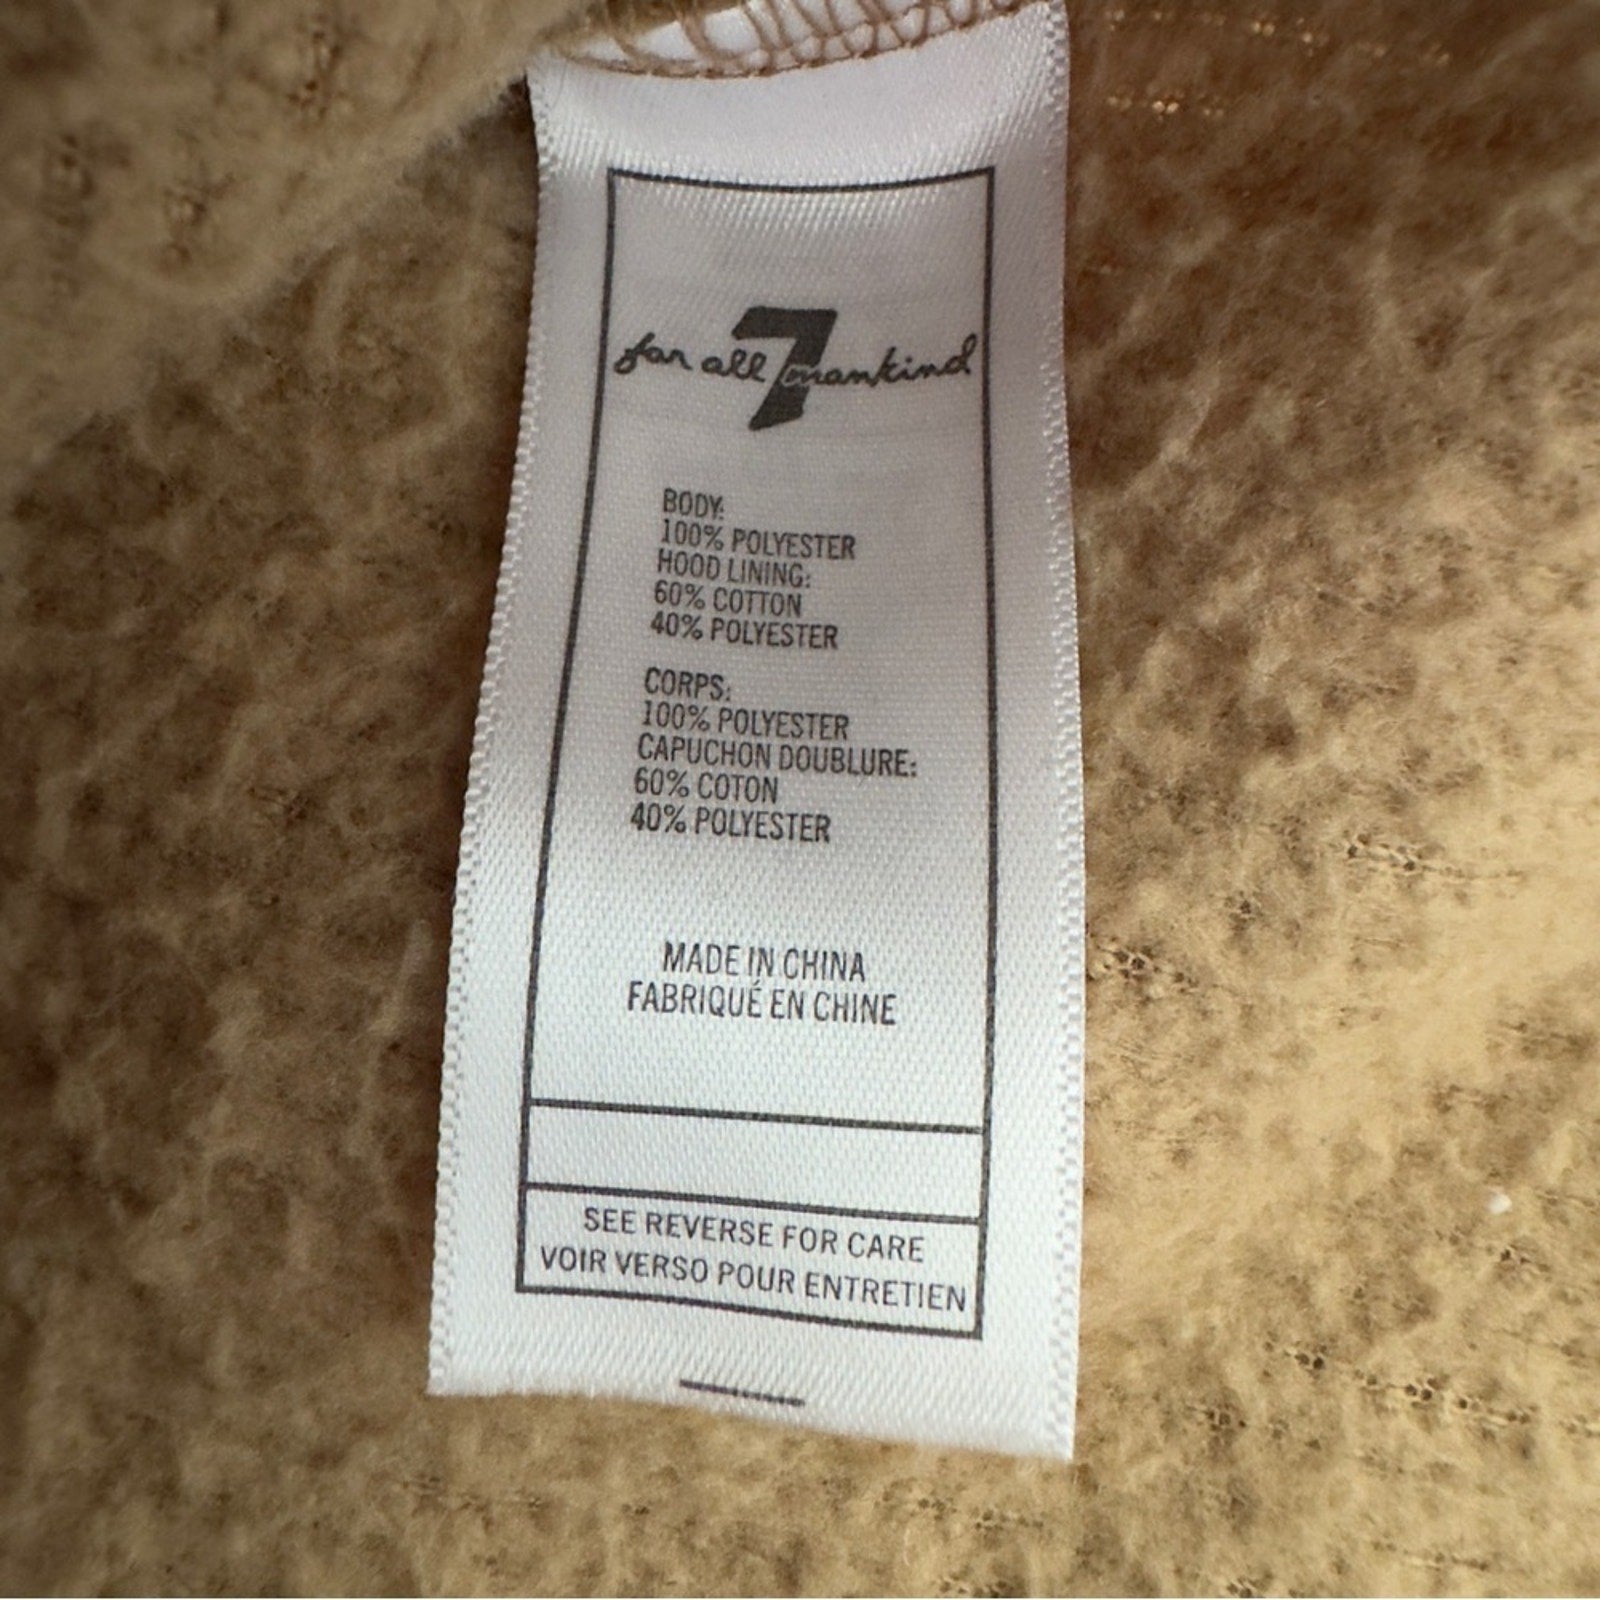 for all 7 mankind
BODY:
100% POLYESTER
HOOD LINING:
60% COTTON
40% POLYESTER
CORPS:
100% POLYESTER
CAPUCHON DOUBLURE:
60% COTON
40% POLYESTER
MADE IN CHINA
FABRIQUÉ EN CHINE
SEE REVERSE FOR CARE
VOIR VERSO POUR ENTRETIEN